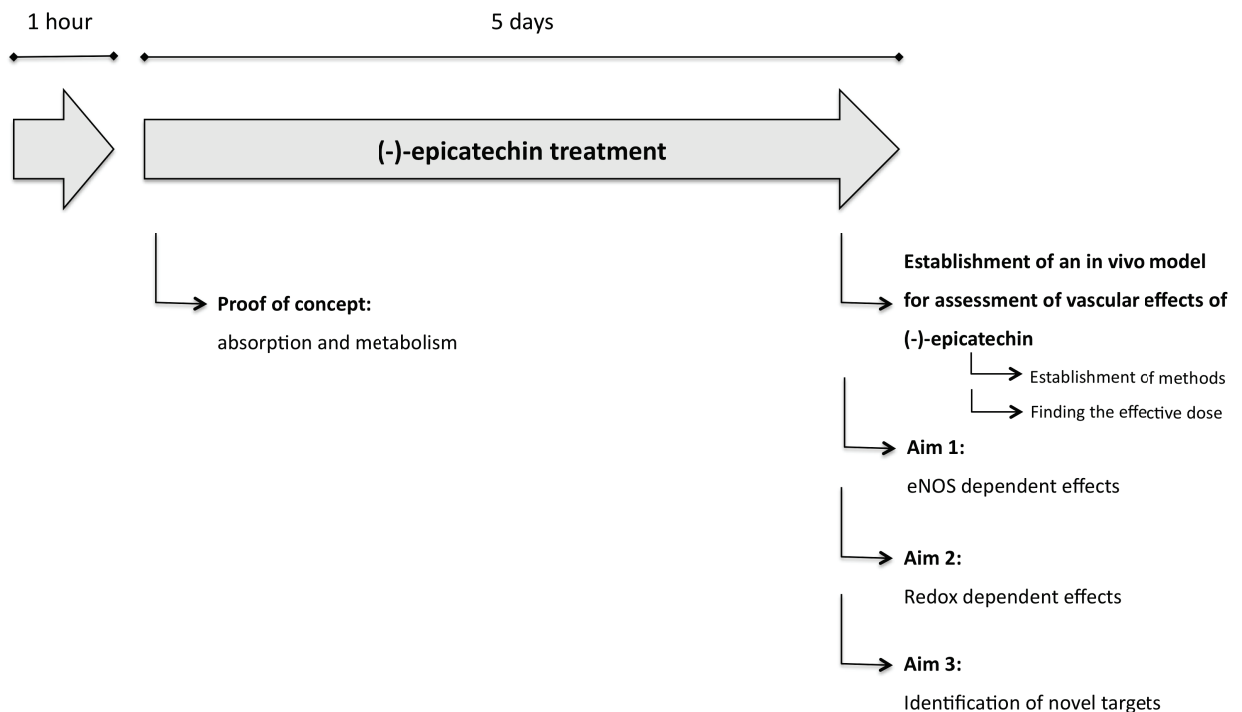 1 hour
5 days
(-)-epicatechin treatment
Proof of concept:
absorption and metabolism
Establishment of an in vivo model
for assessment of vascular effects of
(-)-epicatechin
Establishment of methods
Finding the effective dose
Aim 1:
eNOS dependent effects
Aim 2:
Redox dependent effects
Aim 3:
Identification of novel targets